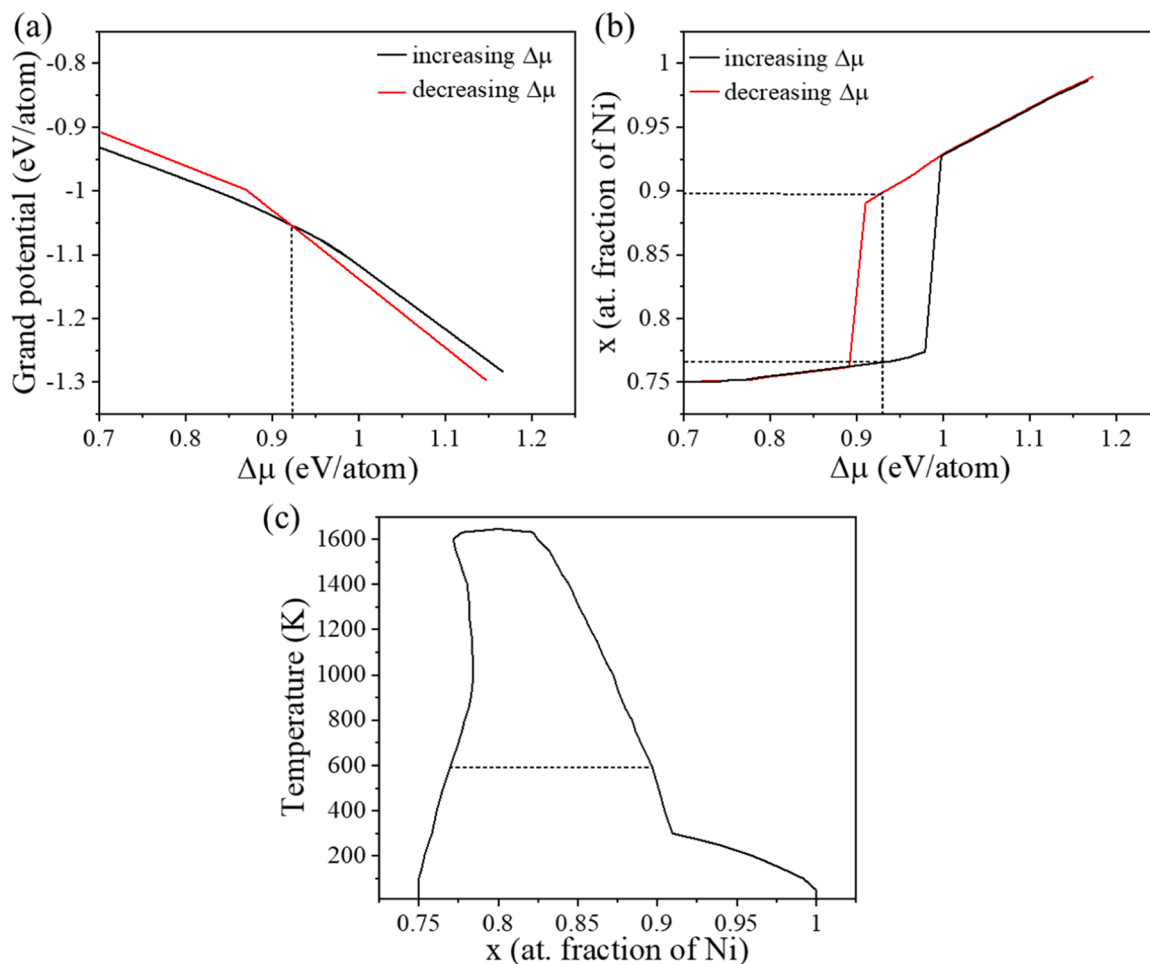 (a)
increasing Δμ
decreasing Δμ
Grand potential (eV/atom)
-0.8
-0.9
-1
-1.1
-1.2
-1.3
0.7
0.8
0.9
1
1.1
1.2
Δμ (eV/atom)
(b)
increasing Δμ
decreasing Δμ
x (at. fraction of Ni)
1
0.95
0.9
0.85
0.8
0.75
0.7
0.8
0.9
1
1.1
1.2
Δμ (eV/atom)
(c)
Temperature (K)
1600
1400
1200
1000
800
600
400
200
0.75
0.8
0.85
0.9
0.95
1
x (at. fraction of Ni)